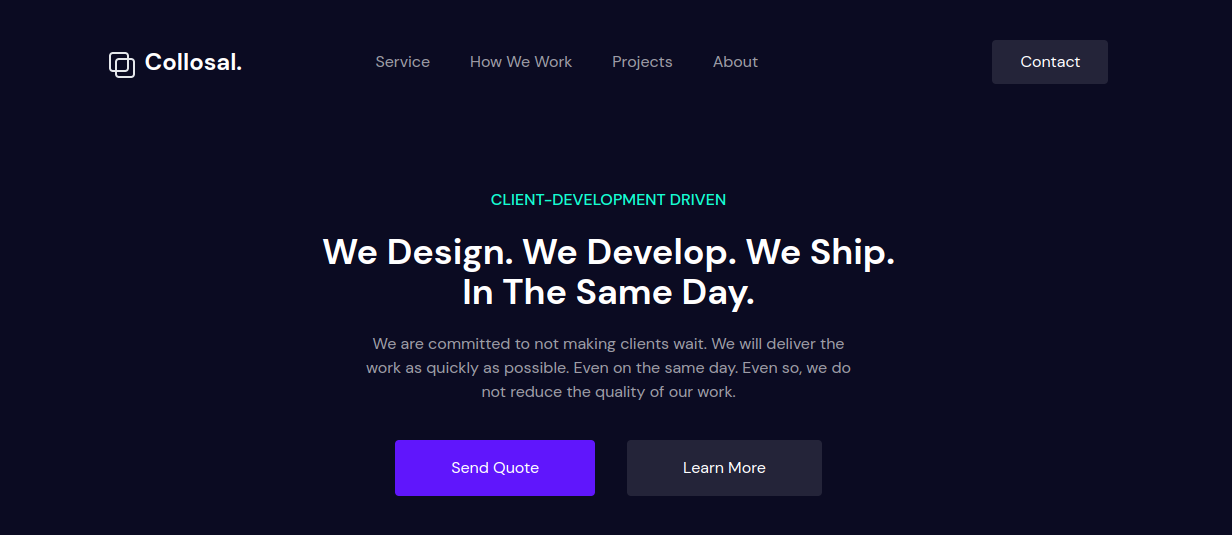 Collosal.
Service
How We Work
Projects
About
Contact
CLIENT-DEVELOPMENT DRIVEN
We Design. We Develop. We Ship.
In The Same Day.
We are committed to not making clients wait. We will deliver the
work as quickly as possible. Even on the same day. Even so, we do
not reduce the quality of our work.
Send Quote
Learn More